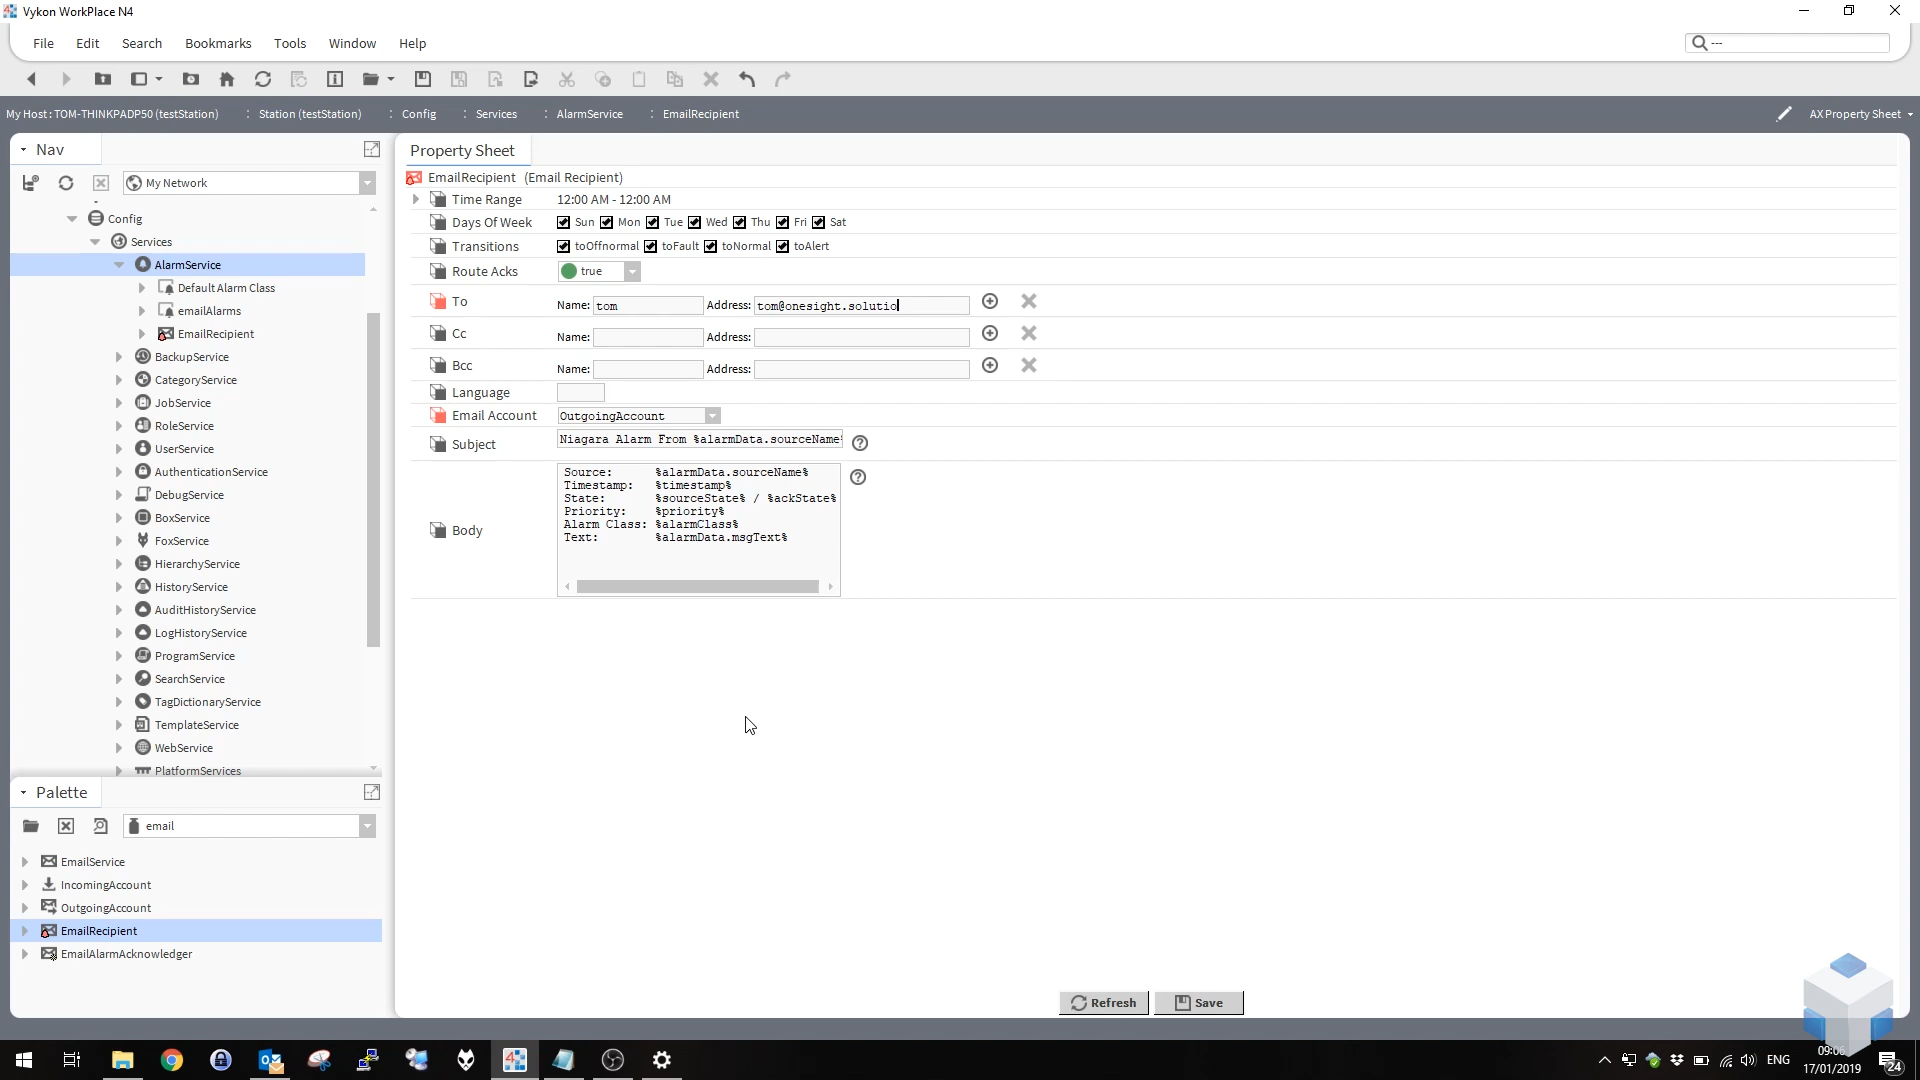 Vykon WorkPlace N4
File Edit Search Bookmarks Tools Window Help
---
My Host : TOM-THINKPADP50 (testStation) : Station (testStation) : Config : Services : AlarmService : EmailRecipient AX Property Sheet
Nav
My Network
Config
Services
AlarmService
Default Alarm Class
emailAlarms
EmailRecipient
BackupService
CategoryService
JobService
RoleService
UserService
AuthenticationService
DebugService
BoxService
FoxService
HierarchyService
HistoryService
AuditHistoryService
LogHistoryService
ProgramService
SearchService
TagDictionaryService
TemplateService
WebService
PlatformServices
Palette
email
EmailService
IncomingAccount
OutgoingAccount
EmailRecipient
EmailAlarmAcknowledger
Property Sheet
EmailRecipient (Email Recipient)
Time Range 12:00 AM - 12:00 AM
Days Of Week Sun Mon Tue Wed Thu Fri Sat
Transitions toOffnormal toFault toNormal toAlert
Route Acks true
To Name: tom Address: tom@onesight.solutio
Cc Name: Address:
Bcc Name: Address:
Language
Email Account OutgoingAccount
Subject Niagara Alarm From %alarmData.sourceName%
Body
Source: %alarmData.sourceName%
Timestamp: %timestamp%
State: %sourceState% / %ackState%
Priority: %priority%
Alarm Class: %alarmClass%
Text: %alarmData.msgText%
Refresh Save
ENG
09:06
17/01/2019
24